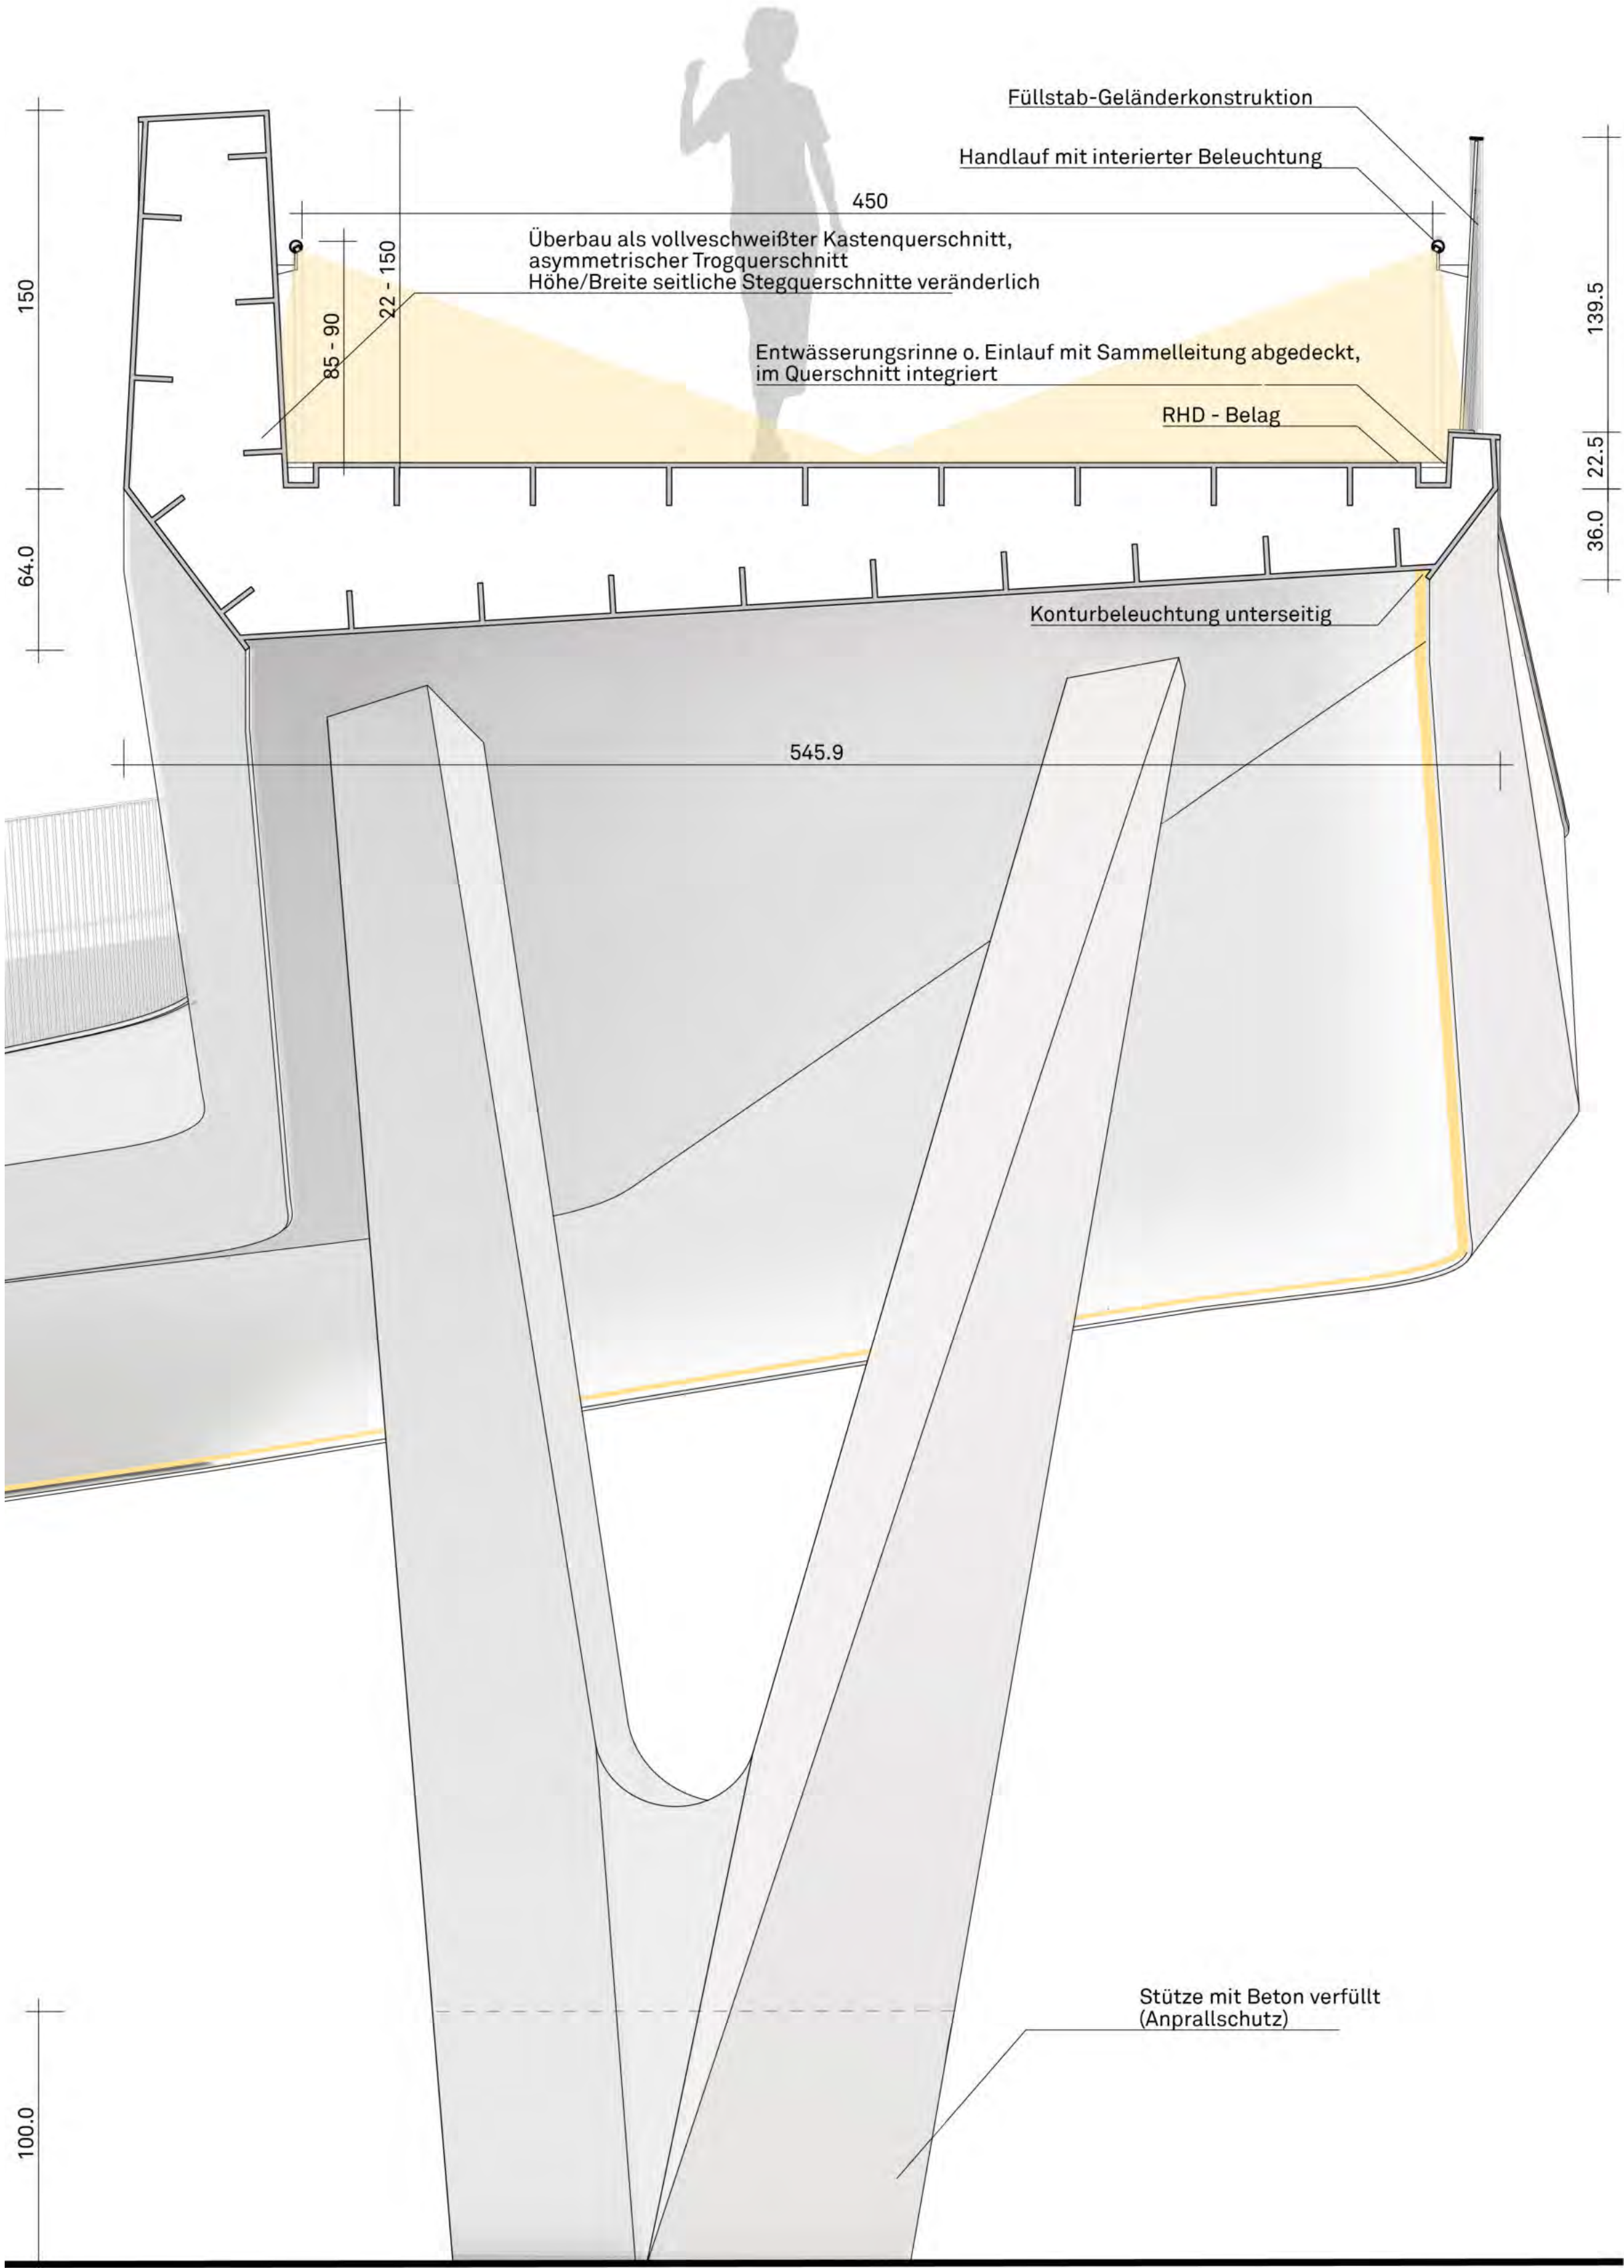 Füllstab-Geländerkonstruktion
Handlauf mit interierter Beleuchtung
450
Überbau als vollveschweißter Kastenquerschnitt,
asymmetrischer Trogquerschnitt
Höhe/Breite seitliche Stegquerschnitte veränderlich
150
22 - 150
85 - 90
139.5
Entwässerungsrinne o. Einlauf mit Sammelleitung abgedeckt,
im Querschnitt integriert
RHD - Belag
22.5
36.0
64.0
Konturbeleuchtung unterseitig
545.9
Stütze mit Beton verfüllt
(Anprallschutz)
100.0